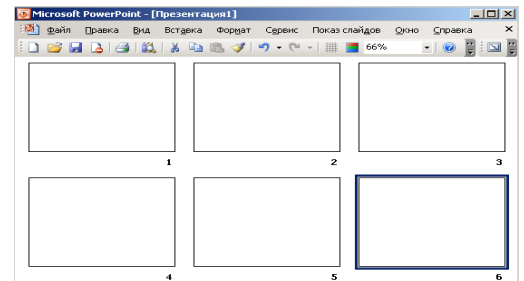 Microsoft PowerPoint - [Презентация1]
Файл Правка Вид Вставка Формат Сервис Показ слайдов Окно Справка
66%
1 2 3
4 5 6